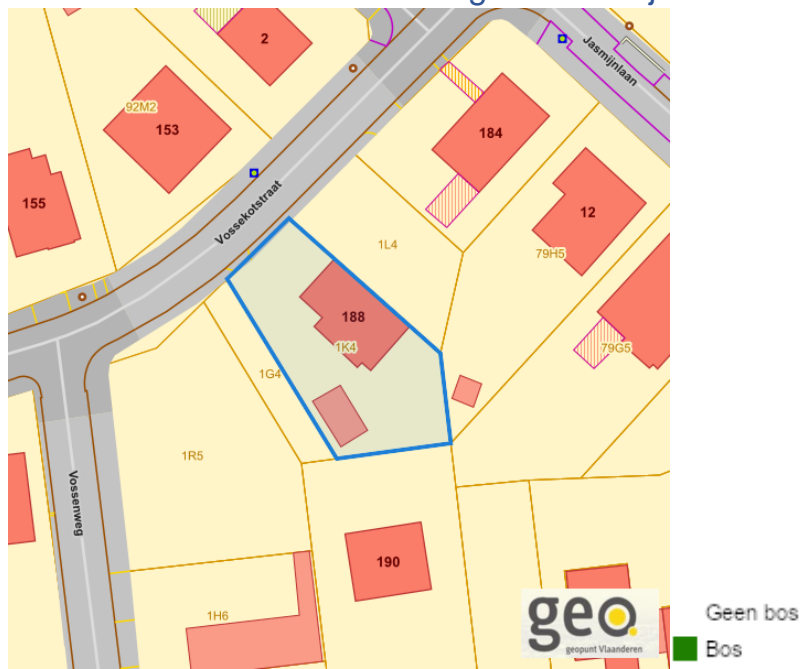 2
Jasmijnlaan
92M2
153
184
155
12
Vossekotstraat
1L4
79H5
188
1K4
79G5
1G4
1R5
Vossenweg
190
1H6
geo
geopunt Vlaanderen
Geen bos
Bos